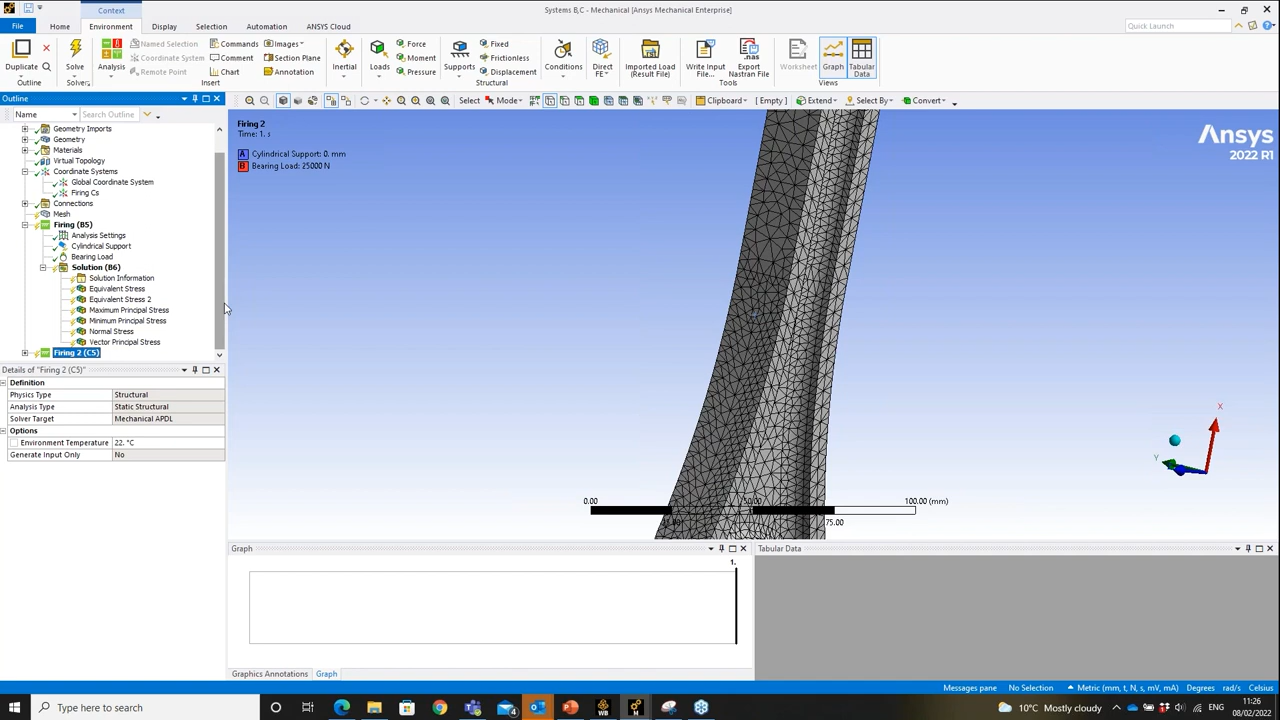 Context
Systems B,C - Mechanical [Ansys Mechanical Enterprise]
File Home Environment Display Selection Automation ANSYS Cloud
Quick Launch
Duplicate Solve Analysis
Named Selection
Coordinate System
Remote Point
Commands
Comment
Chart
Images
Section Plane
Annotations
Inertial Loads
Force
Moment
Pressure
Supports
Fixed
Frictionless
Displacement
Conditions
Direct
FE
Imported Load
(Result File)
Write Input
File...
Export
Nastran File
Worksheet Graph Tabular
Data
Outline Solver Insert Structural Tools Views
Outline
Name Search Outline
Select Mode Clipboard [ Empty ] Extend Select By Convert
Geometry Imports
Geometry
Materials
Virtual Topology
Coordinate Systems
Global Coordinate System
Firing Cs
Connections
Mesh
Firing (B5)
Analysis Settings
Cylindrical Support
Bearing Load
Solution (B6)
Solution Information
Equivalent Stress
Equivalent Stress 2
Maximum Principal Stress
Minimum Principal Stress
Normal Stress
Vector Principal Stress
Firing 2 (C5)
Details of "Firing 2 (C5)"
Definition
Physics Type Structural
Analysis Type Static Structural
Solver Target Mechanical APDL
Options
Environment Temperature 22. °C
Generate Input Only No
Firing 2
Time: 1. s
A Cylindrical Support: 0. mm
B Bearing Load: 25000 N
Ansys
2022 R1
X
Y
0.00 50.00 100.00 (mm)
75.00
Graph
1.
Graphics Annotations Graph
Tabular Data
Messages pane No Selection Metric (mm, t, N, s, mV, mA) Degrees rad/s Celsius
Type here to search
10°C Mostly cloudy
11:26
08/02/2022